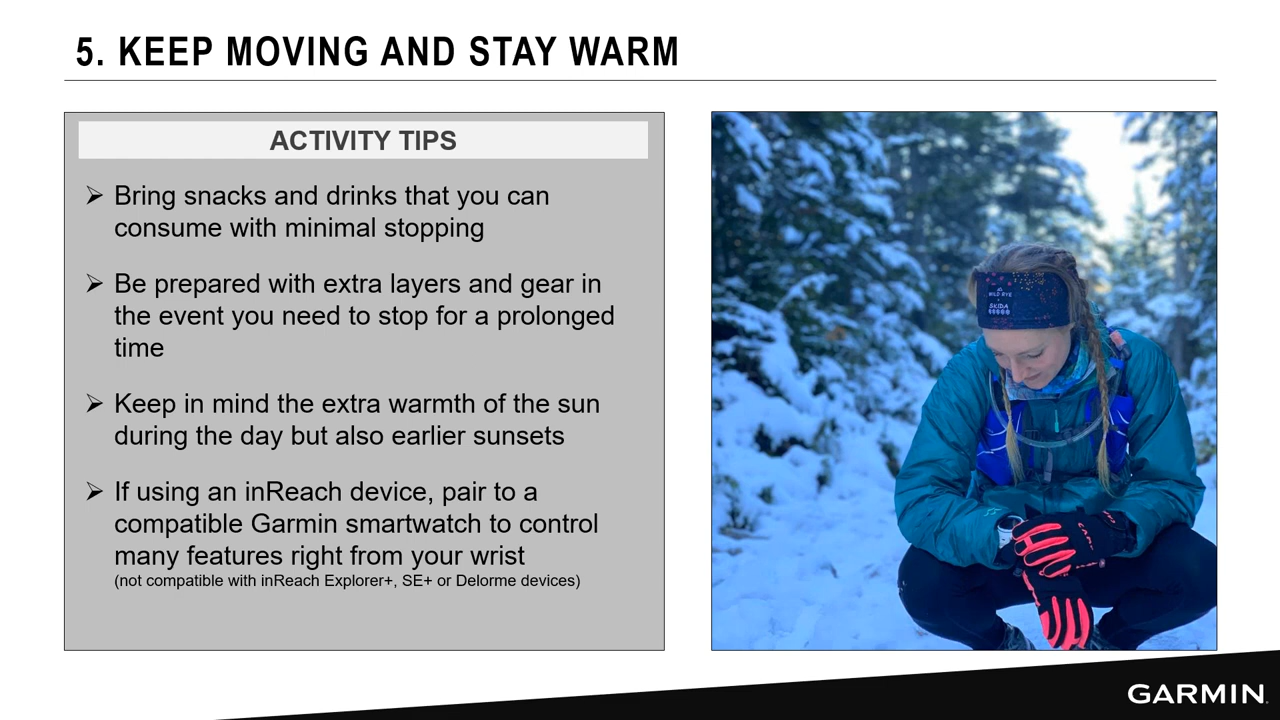 5. KEEP MOVING AND STAY WARM
ACTIVITY TIPS
➢ Bring snacks and drinks that you can
consume with minimal stopping
➢ Be prepared with extra layers and gear in
the event you need to stop for a prolonged
time
➢ Keep in mind the extra warmth of the sun
during the day but also earlier sunsets
➢ If using an inReach device, pair to a
compatible Garmin smartwatch to control
many features right from your wrist
(not compatible with inReach Explorer+, SE+ or Delorme devices)
WILD RYE
SKIDA
GARMIN